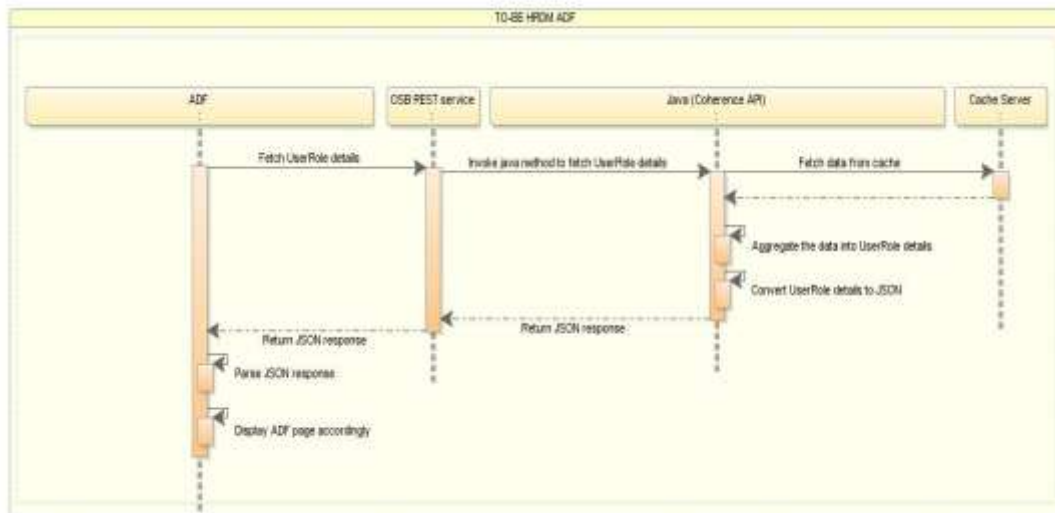 TO-BE HRDM ADF
ADF
OSB REST service
Java (Coherence API)
Cache Server
Fetch UserRole details
Invoke java method to fetch UserRole details
Fetch data from cache
Aggregate the data into UserRole details
Convert UserRole details to JSON
Return JSON response
Return JSON response
Parse JSON response
Display ADF page accordingly